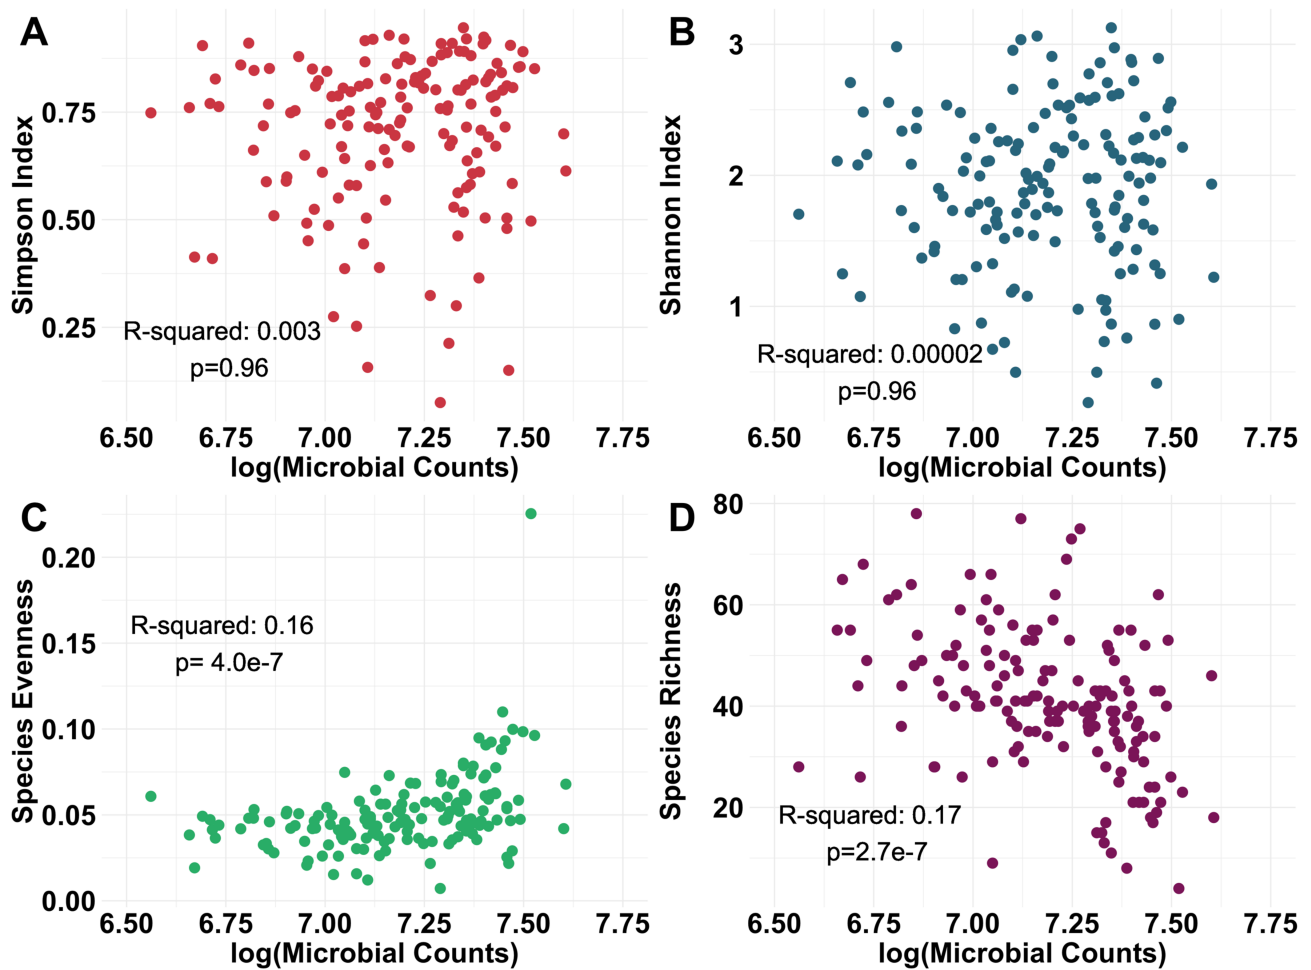 A
Simpson Index
0.75
0.50
0.25
R-squared: 0.003
p=0.96
6.50 6.75 7.00 7.25 7.50 7.75
log(Microbial Counts)
B
Shannon Index
3
2
1
R-squared: 0.00002
p=0.96
6.50 6.75 7.00 7.25 7.50 7.75
log(Microbial Counts)
C
Species Evenness
0.20
0.15
0.10
0.05
0.00
R-squared: 0.16
p= 4.0e-7
6.50 6.75 7.00 7.25 7.50 7.75
log(Microbial Counts)
D
Species Richness
80
60
40
20
R-squared: 0.17
p=2.7e-7
6.50 6.75 7.00 7.25 7.50 7.75
log(Microbial Counts)